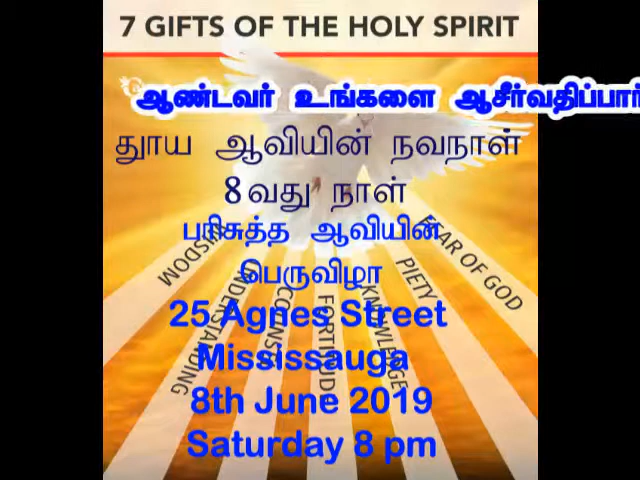 7 GIFTS OF THE HOLY SPIRIT
ஆண்டவர் உங்களை ஆசீர்வதிப்பார்
தூய ஆவியின் நவநாள்
8வது நாள்
பரிசுத்த ஆவியின்
பெருவிழா
25 Agnes Street
Mississauga
8th June 2019
Saturday 8 pm
WISDOM
UNDERSTANDING
COUNSEL
FORTITUDE
KNOWLEDGE
PIETY
FEAR OF GOD